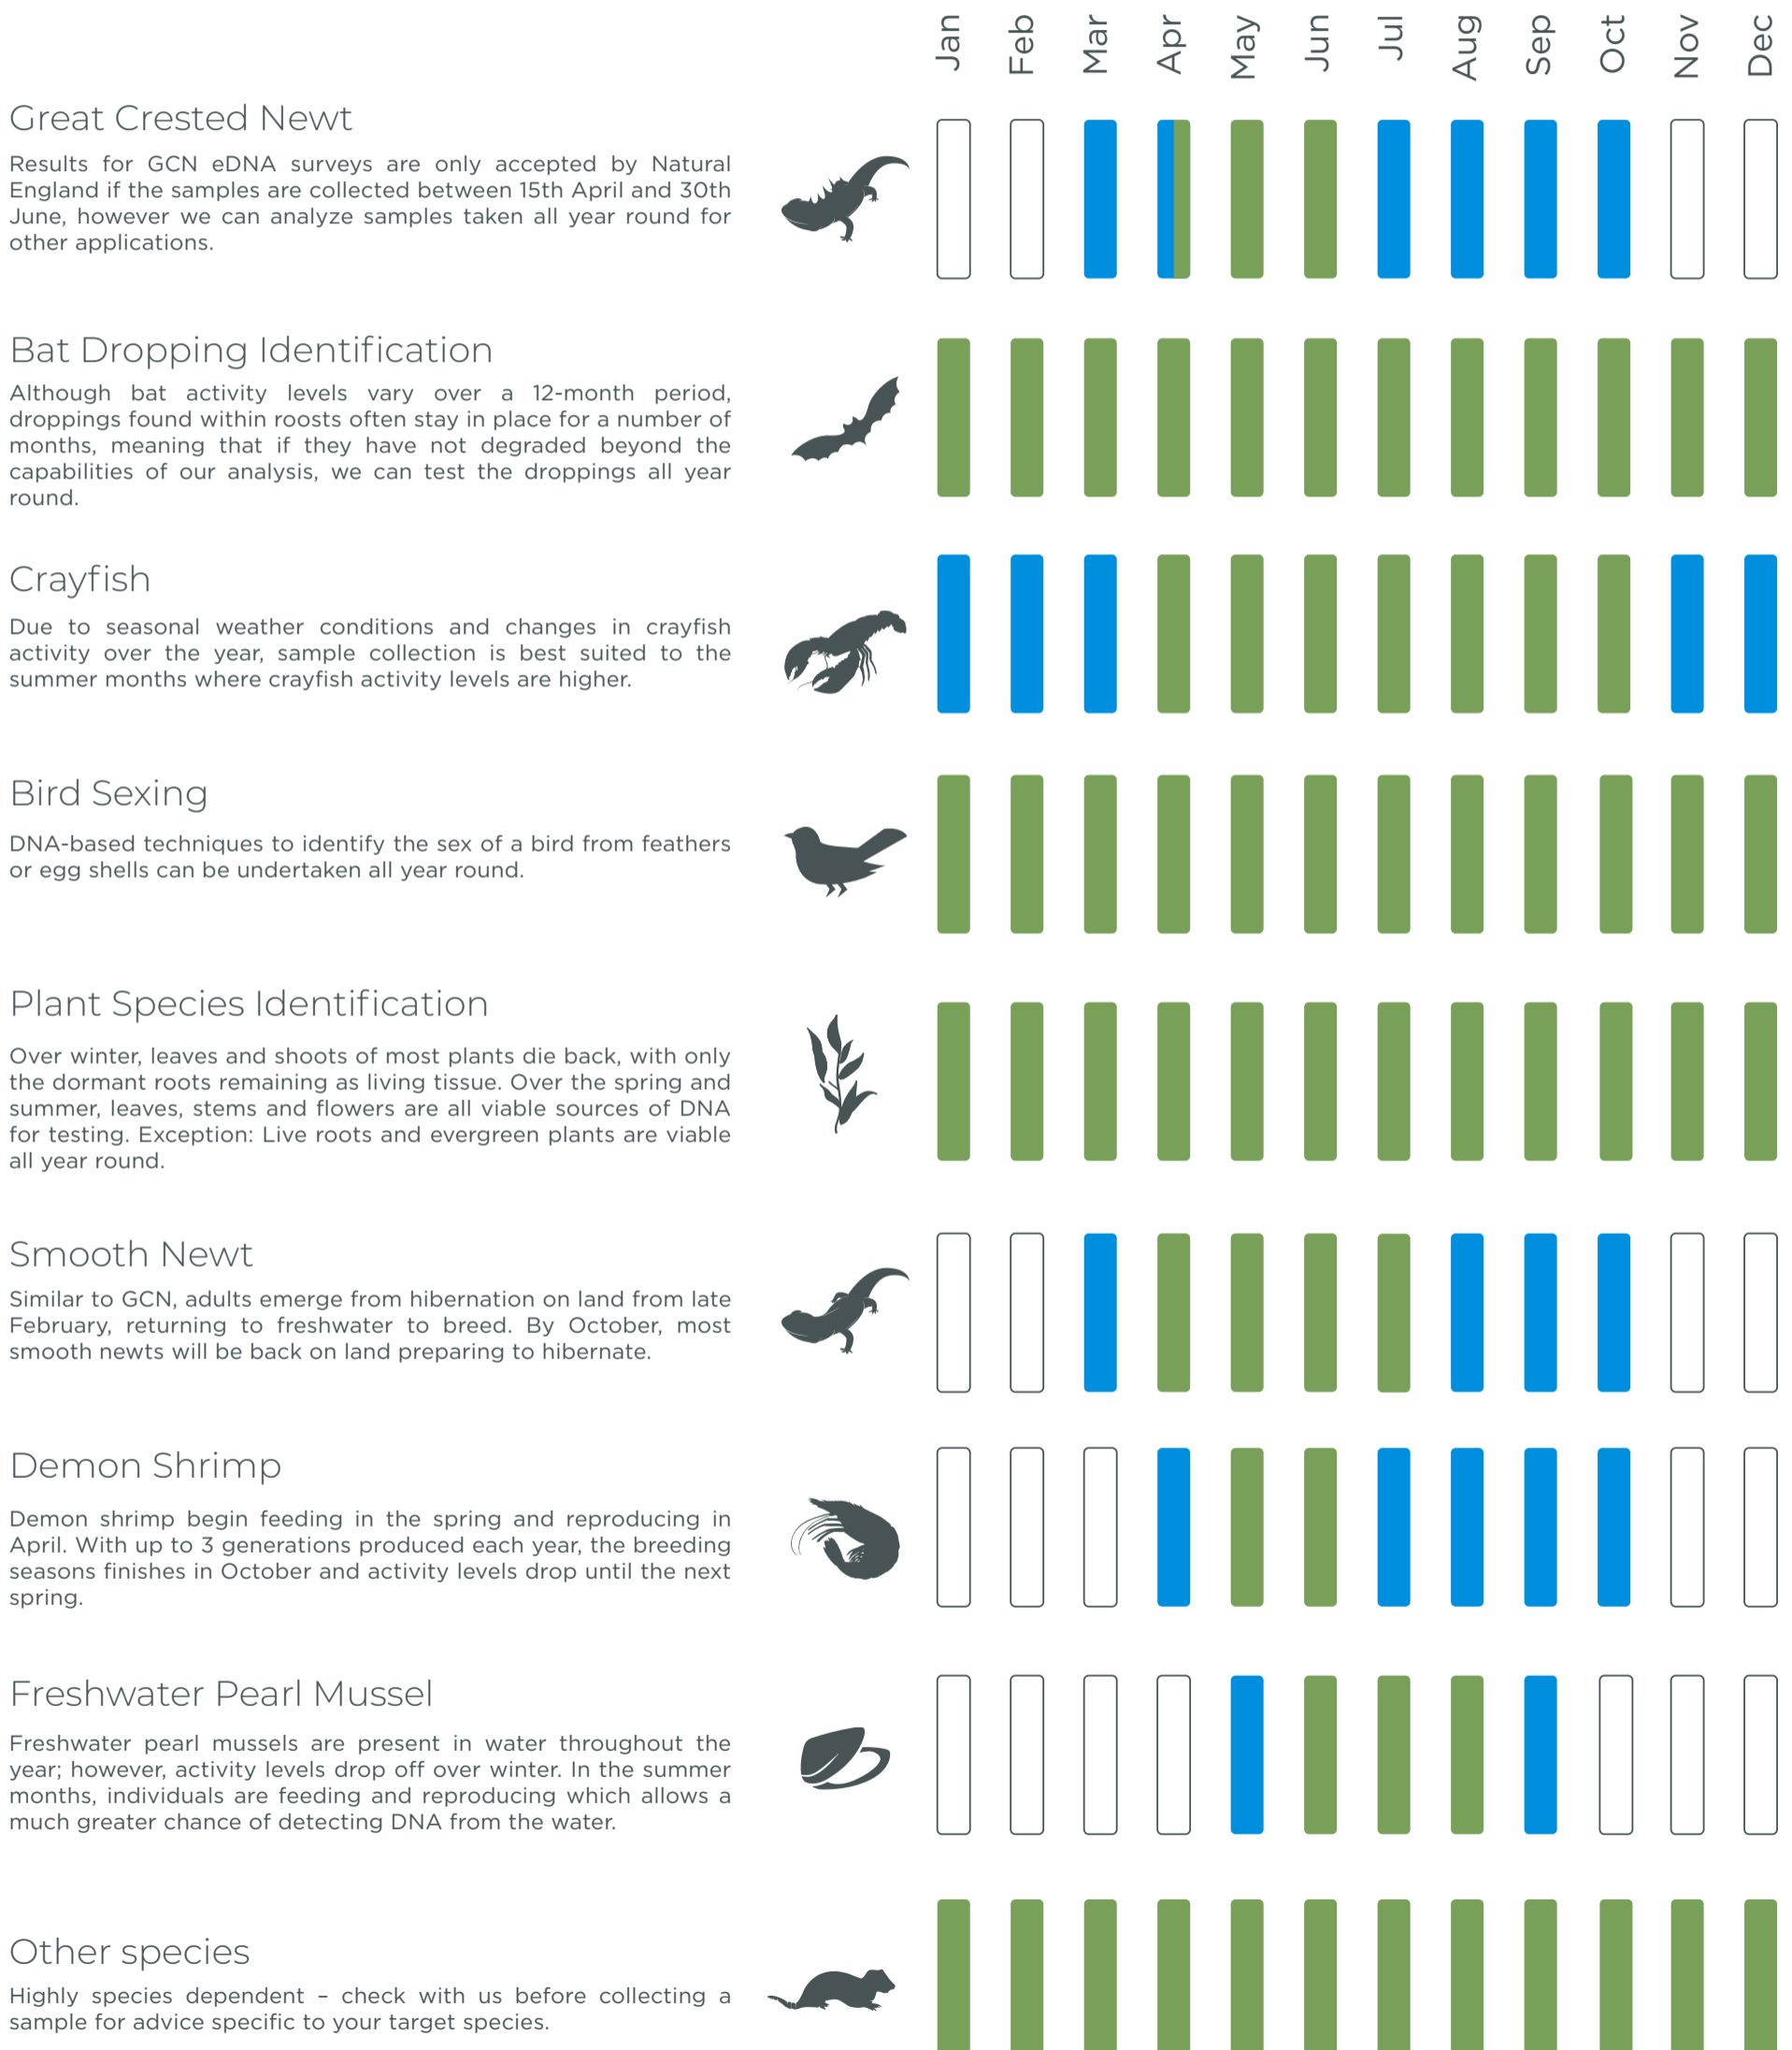 Jan Feb Mar Apr May Jun Jul Aug Sep Oct Nov Dec
Great Crested Newt
Results for GCN eDNA surveys are only accepted by Natural
England if the samples are collected between 15th April and 30th
June, however we can analyze samples taken all year round for
other applications.
Bat Dropping Identification
Although bat activity levels vary over a 12-month period,
droppings found within roosts often stay in place for a number of
months, meaning that if they have not degraded beyond the
capabilities of our analysis, we can test the droppings all year
round.
Crayfish
Due to seasonal weather conditions and changes in crayfish
activity over the year, sample collection is best suited to the
summer months where crayfish activity levels are higher.
Bird Sexing
DNA-based techniques to identify the sex of a bird from feathers
or egg shells can be undertaken all year round.
Plant Species Identification
Over winter, leaves and shoots of most plants die back, with only
the dormant roots remaining as living tissue. Over the spring and
summer, leaves, stems and flowers are all viable sources of DNA
for testing. Exception: Live roots and evergreen plants are viable
all year round.
Smooth Newt
Similar to GCN, adults emerge from hibernation on land from late
February, returning to freshwater to breed. By October, most
smooth newts will be back on land preparing to hibernate.
Demon Shrimp
Demon shrimp begin feeding in the spring and reproducing in
April. With up to 3 generations produced each year, the breeding
seasons finishes in October and activity levels drop until the next
spring.
Freshwater Pearl Mussel
Freshwater pearl mussels are present in water throughout the
year; however, activity levels drop off over winter. In the summer
months, individuals are feeding and reproducing which allows a
much greater chance of detecting DNA from the water.
Other species
Highly species dependent – check with us before collecting a
sample for advice specific to your target species.